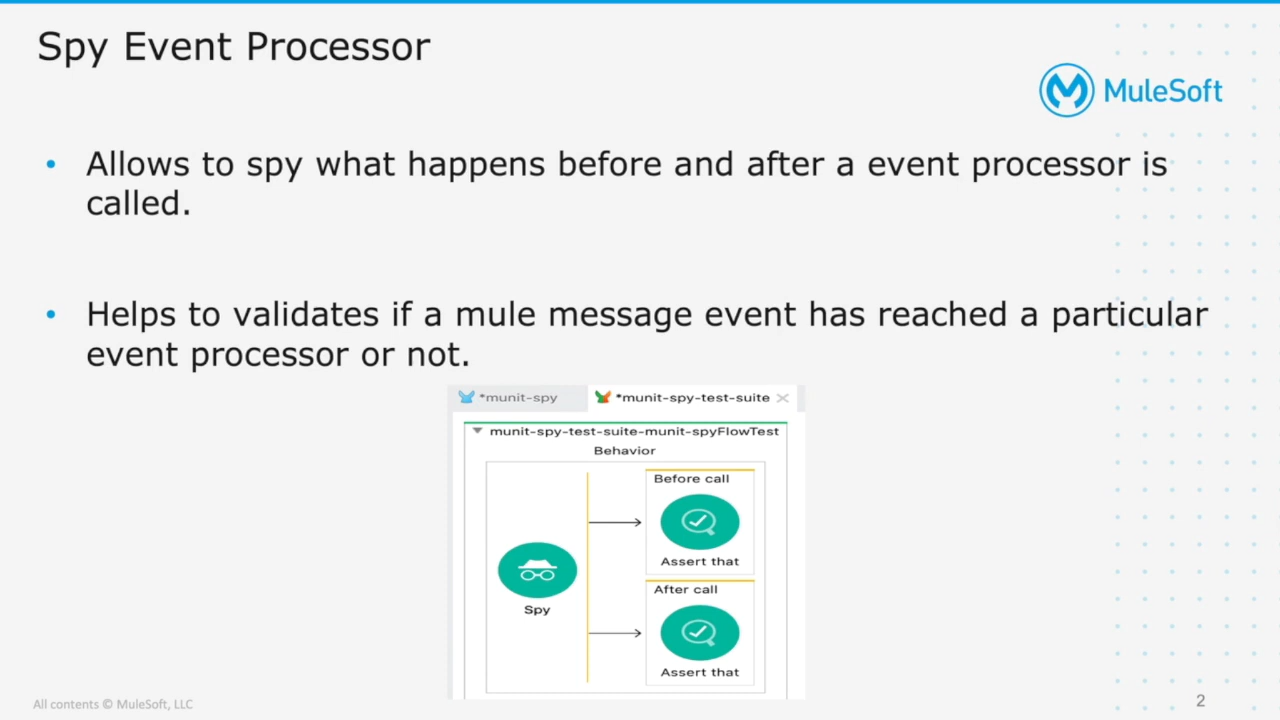 Spy Event Processor
MuleSoft
• Allows to spy what happens before and after a event processor is
called.
• Helps to validates if a mule message event has reached a particular
event processor or not.
*munit-spy
*munit-spy-test-suite
munit-spy-test-suite-munit-spyFlowTest
Behavior
Before call
Assert that
Spy
After call
Assert that
All contents © MuleSoft, LLC
2